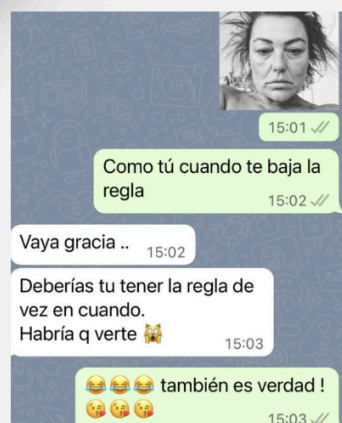 15:01
Como tú cuando te baja la
regla
15:02
Vaya gracia ..
15:02
Deberías tu tener la regla de
vez en cuando.
Habría q verte 🙀
15:03
😂😂😂 también es verdad !
😘😘😘
15:03